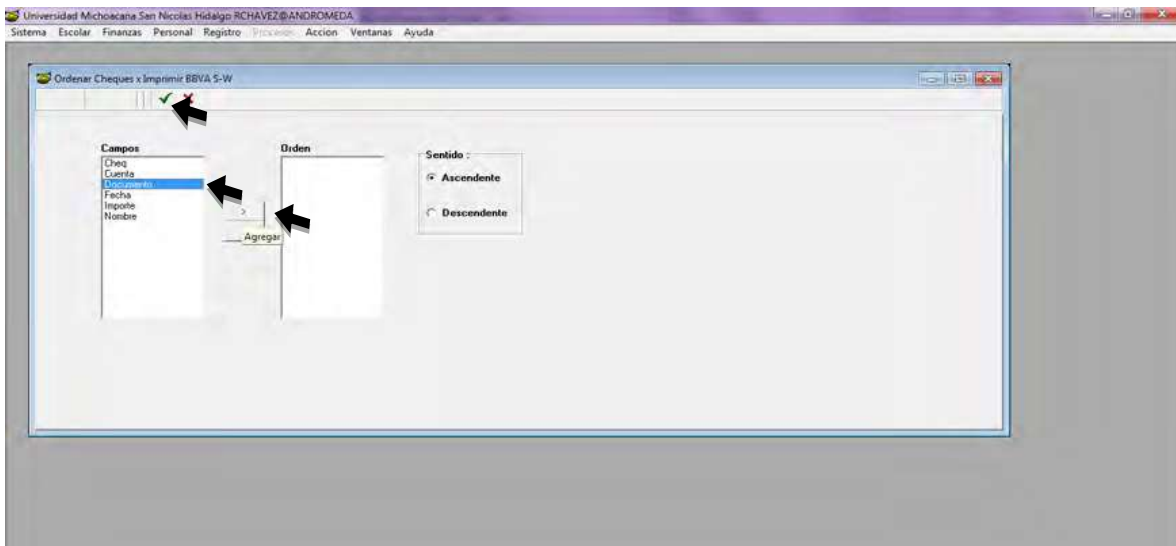 Universidad Michoacana San Nicolas Hidalgo RCHAVEZ@ANDROMEDA
Sistema Escolar Finanzas Personal Registro Procesos Accion Ventanas Ayuda
Ordenar Cheques x Imprimir BBVA S-W
Campos
Cheq
Cuenta
Documento
Fecha
Importe
Nombre
>
Agregar
Orden
Sentido :
Ascendente
Descendente